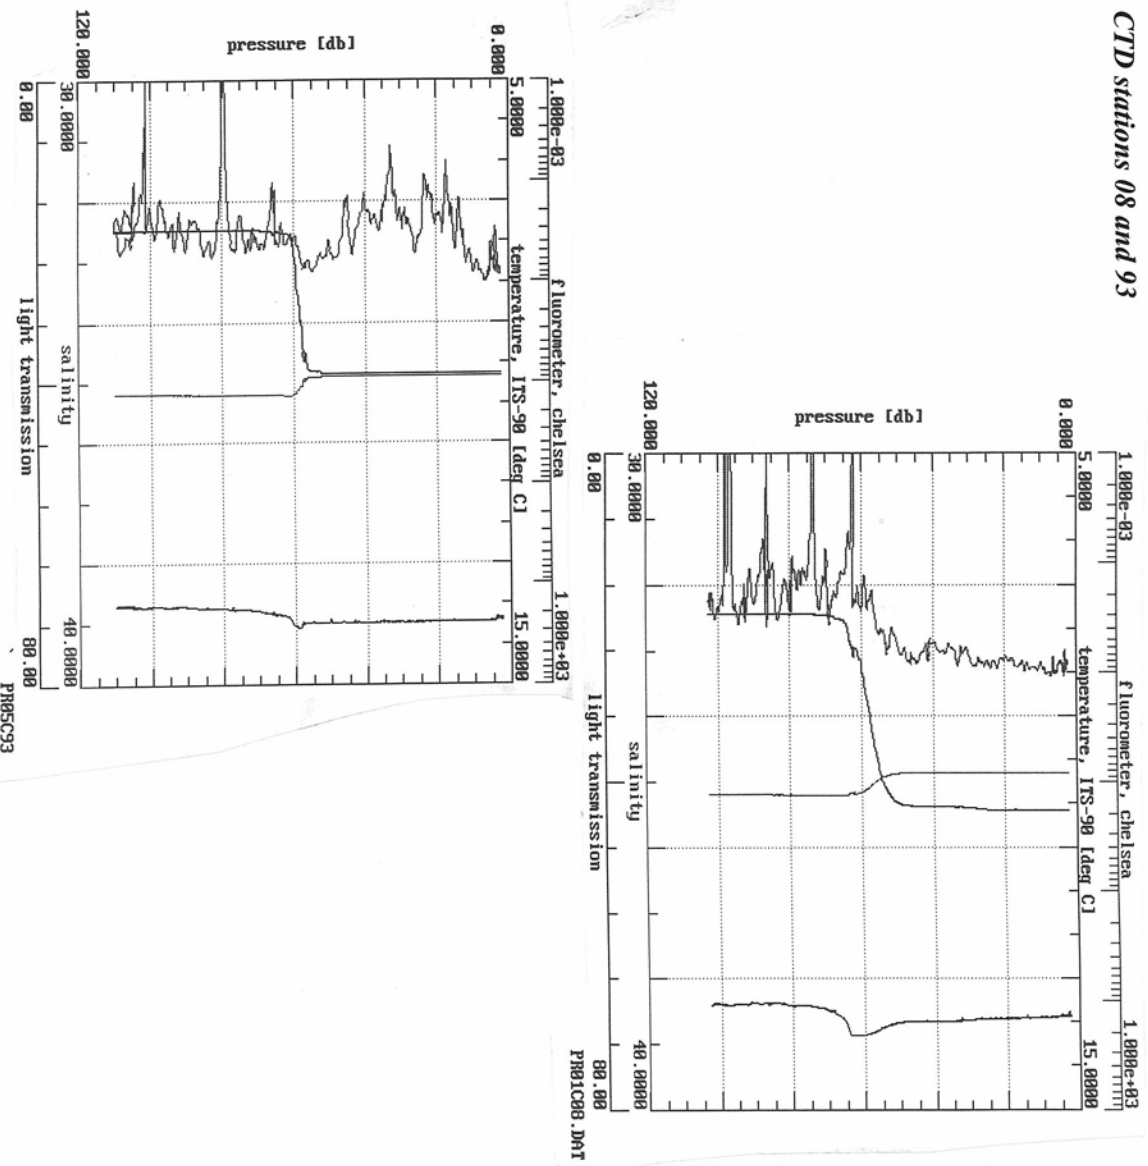 CTD stations 08 and 93
1.000e-03
fluorometer, chelsea
1.000e+03
5.0000
temperature, ITS-90 [deg C]
15.0000
0.000
pressure [db]
120.000
30.0000
salinity
40.0000
0.00
light transmission
80.00
PR01C08.DAT
1.000e-03
fluorometer, chelsea
1.000e+03
5.0000
temperature, ITS-90 [deg C]
15.0000
0.000
pressure [db]
120.000
30.0000
salinity
40.0000
0.00
light transmission
80.00
PR05C93